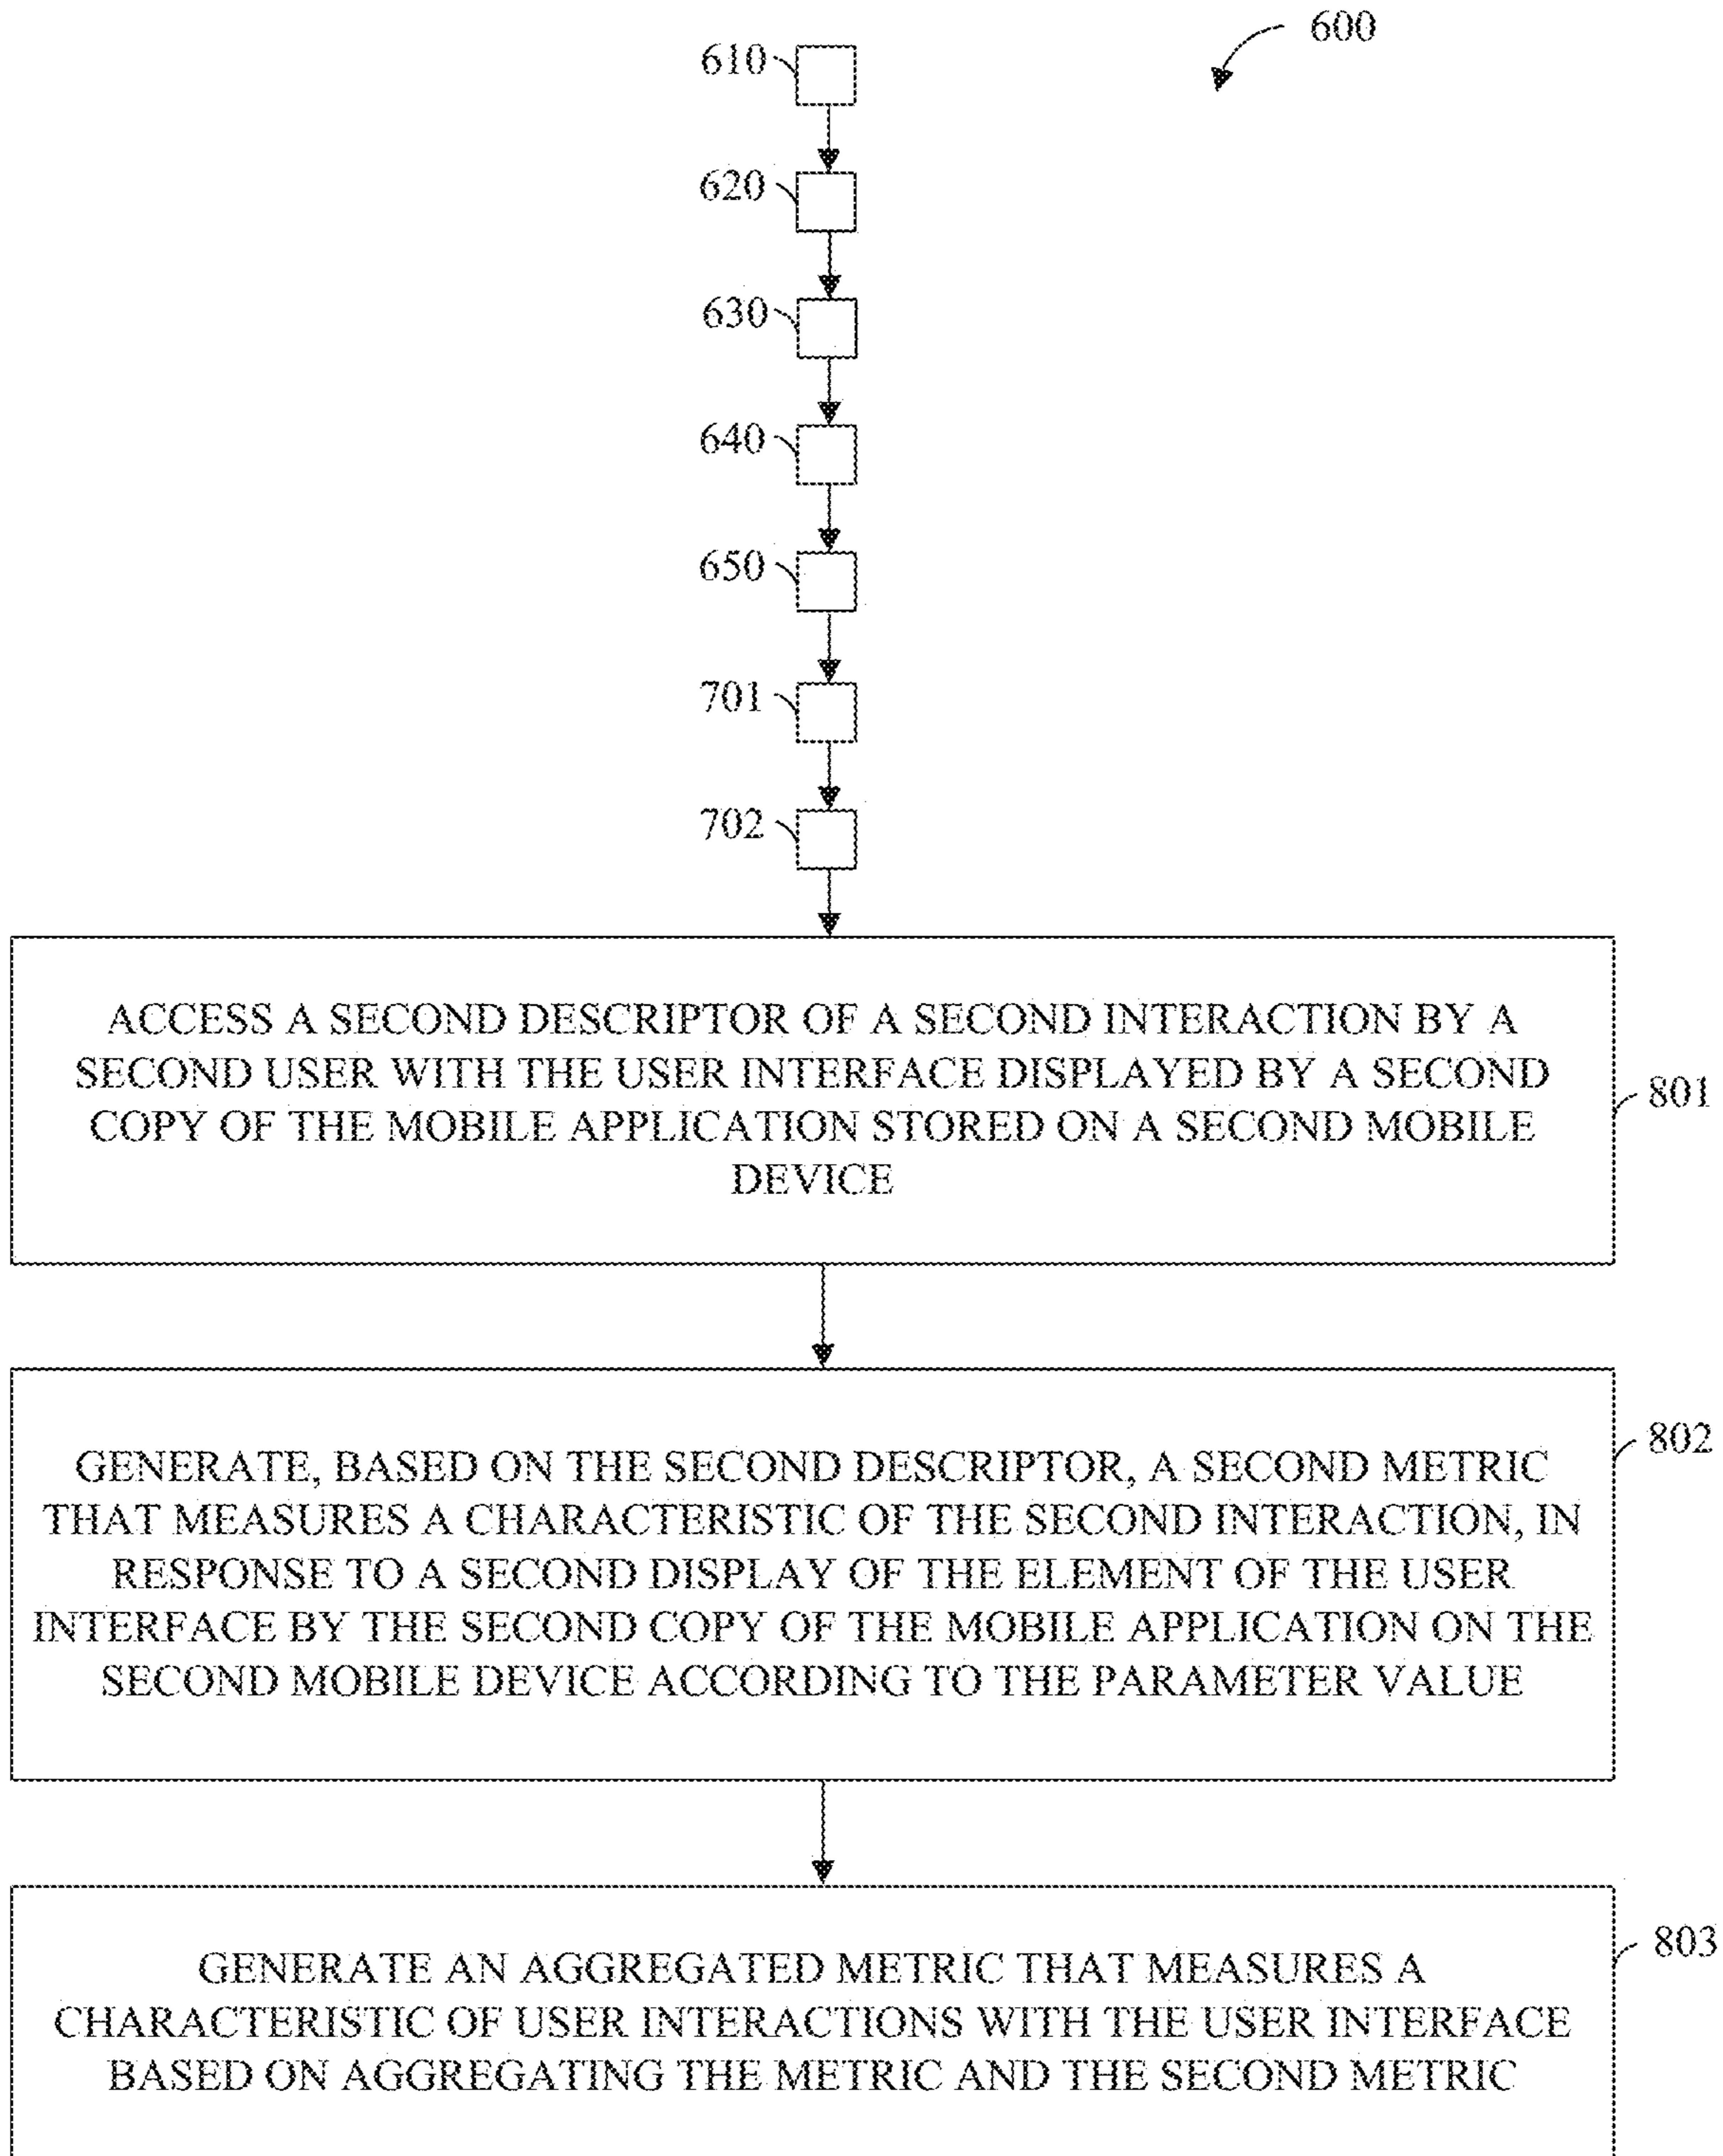 600
610
620
630
640
650
701
702
ACCESS A SECOND DESCRIPTOR OF A SECOND INTERACTION BY A
SECOND USER WITH THE USER INTERFACE DISPLAYED BY A SECOND
COPY OF THE MOBILE APPLICATION STORED ON A SECOND MOBILE
DEVICE
801
GENERATE, BASED ON THE SECOND DESCRIPTOR, A SECOND METRIC
THAT MEASURES A CHARACTERISTIC OF THE SECOND INTERACTION, IN
RESPONSE TO A SECOND DISPLAY OF THE ELEMENT OF THE USER
INTERFACE BY THE SECOND COPY OF THE MOBILE APPLICATION ON THE
SECOND MOBILE DEVICE ACCORDING TO THE PARAMETER VALUE
802
GENERATE AN AGGREGATED METRIC THAT MEASURES A
CHARACTERISTIC OF USER INTERACTIONS WITH THE USER INTERFACE
BASED ON AGGREGATING THE METRIC AND THE SECOND METRIC
803